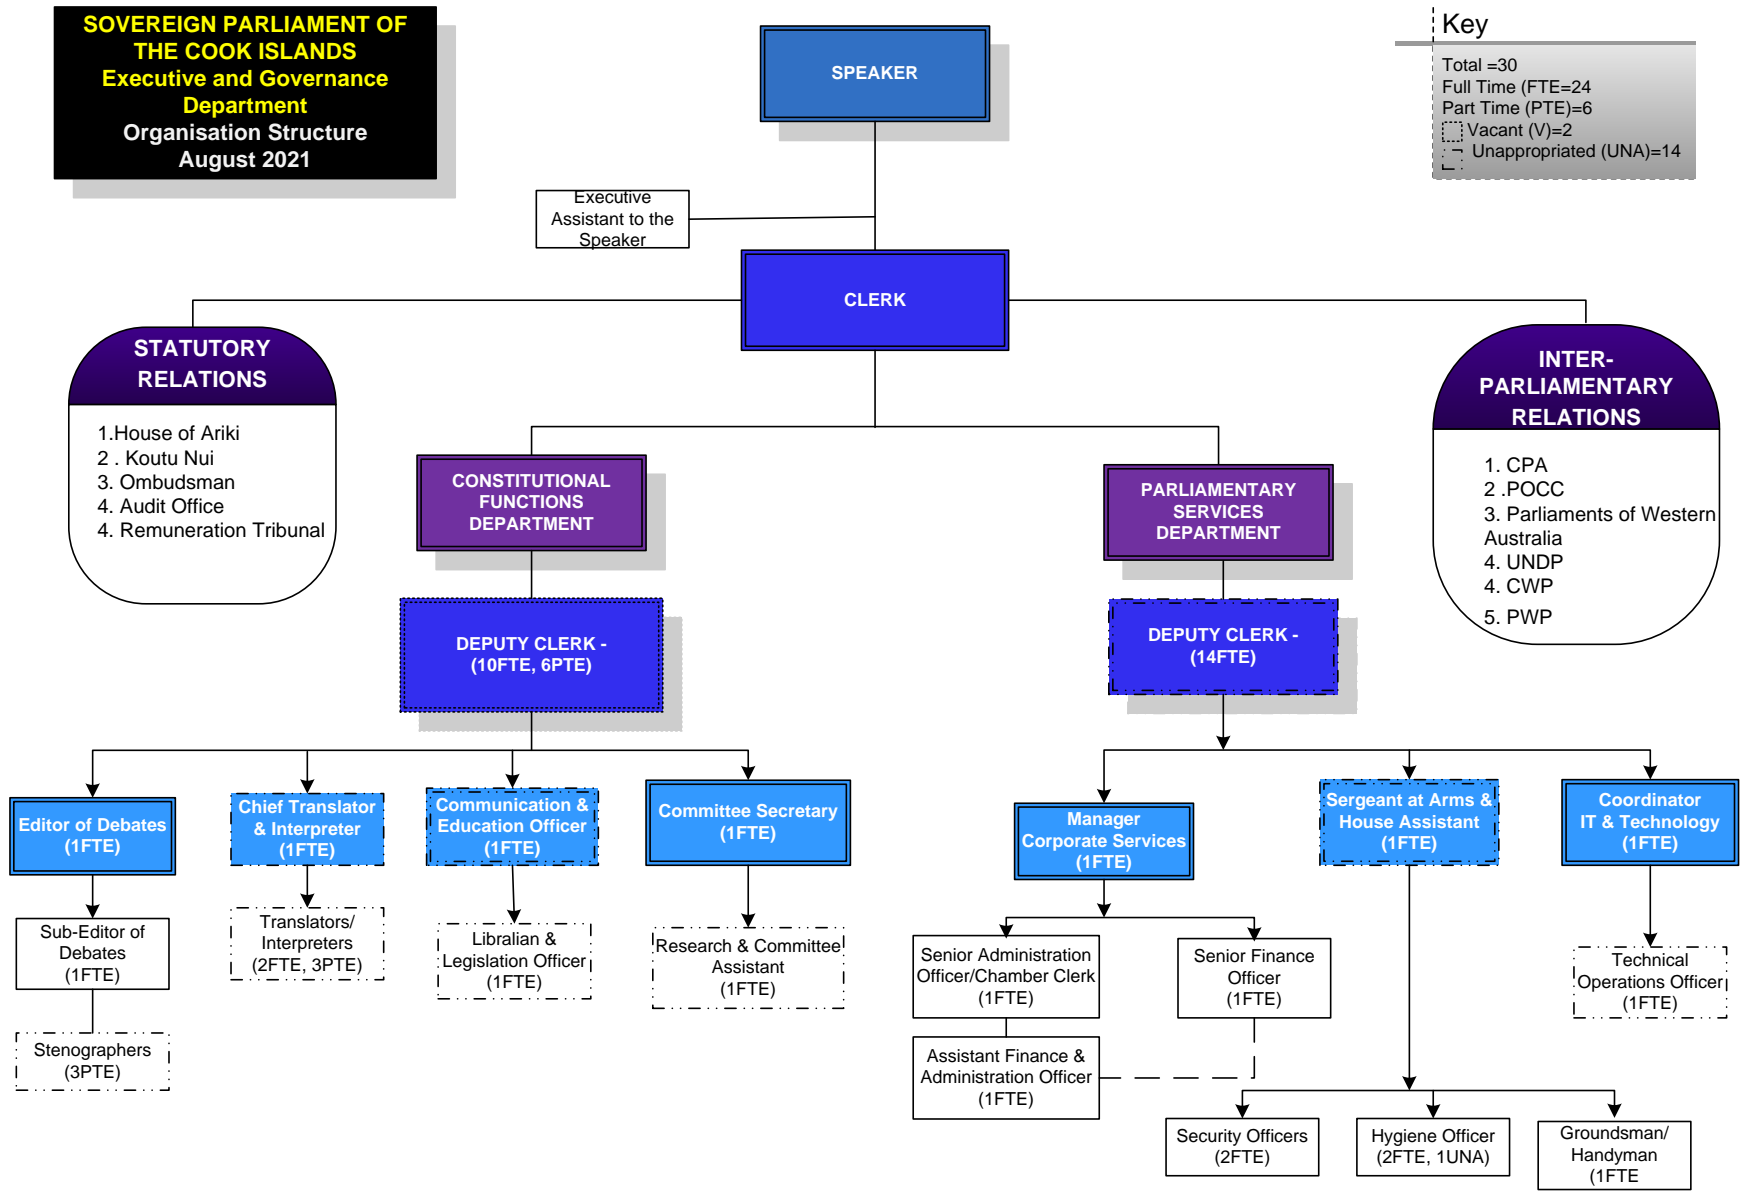 SOVEREIGN PARLIAMENT OF
THE COOK ISLANDS
Executive and Governance
Department
Organisation Structure
August 2021
SPEAKER
Key
Total =30
Full Time (FTE=24
Part Time (PTE)=6
Vacant (V)=2
Unappropriated (UNA)=14
Executive
Assistant to the
Speaker
CLERK
STATUTORY
RELATIONS
1.House of Ariki
2 . Koutu Nui
3. Ombudsman
4. Audit Office
4. Remuneration Tribunal
INTER-
PARLIAMENTARY
RELATIONS
1. CPA
2 .POCC
3. Parliaments of Western
Australia
4. UNDP
4. CWP
5. PWP
CONSTITUTIONAL
FUNCTIONS
DEPARTMENT
PARLIAMENTARY
SERVICES
DEPARTMENT
DEPUTY CLERK -
(10FTE, 6PTE)
DEPUTY CLERK -
(14FTE)
Editor of Debates
(1FTE)
Chief Translator
& Interpreter
(1FTE)
Communication &
Education Officer
(1FTE)
Committee Secretary
(1FTE)
Manager
Corporate Services
(1FTE)
Sergeant at Arms &
House Assistant
(1FTE)
Coordinator
IT & Technology
(1FTE)
Sub-Editor of
Debates
(1FTE)
Translators/
Interpreters
(2FTE, 3PTE)
Libralian &
Legislation Officer
(1FTE)
Research & Committee
Assistant
(1FTE)
Senior Administration
Officer/Chamber Clerk
(1FTE)
Senior Finance
Officer
(1FTE)
Technical
Operations Officer
(1FTE)
Stenographers
(3PTE)
Assistant Finance &
Administration Officer
(1FTE)
Security Officers
(2FTE)
Hygiene Officer
(2FTE, 1UNA)
Groundsman/
Handyman
(1FTE